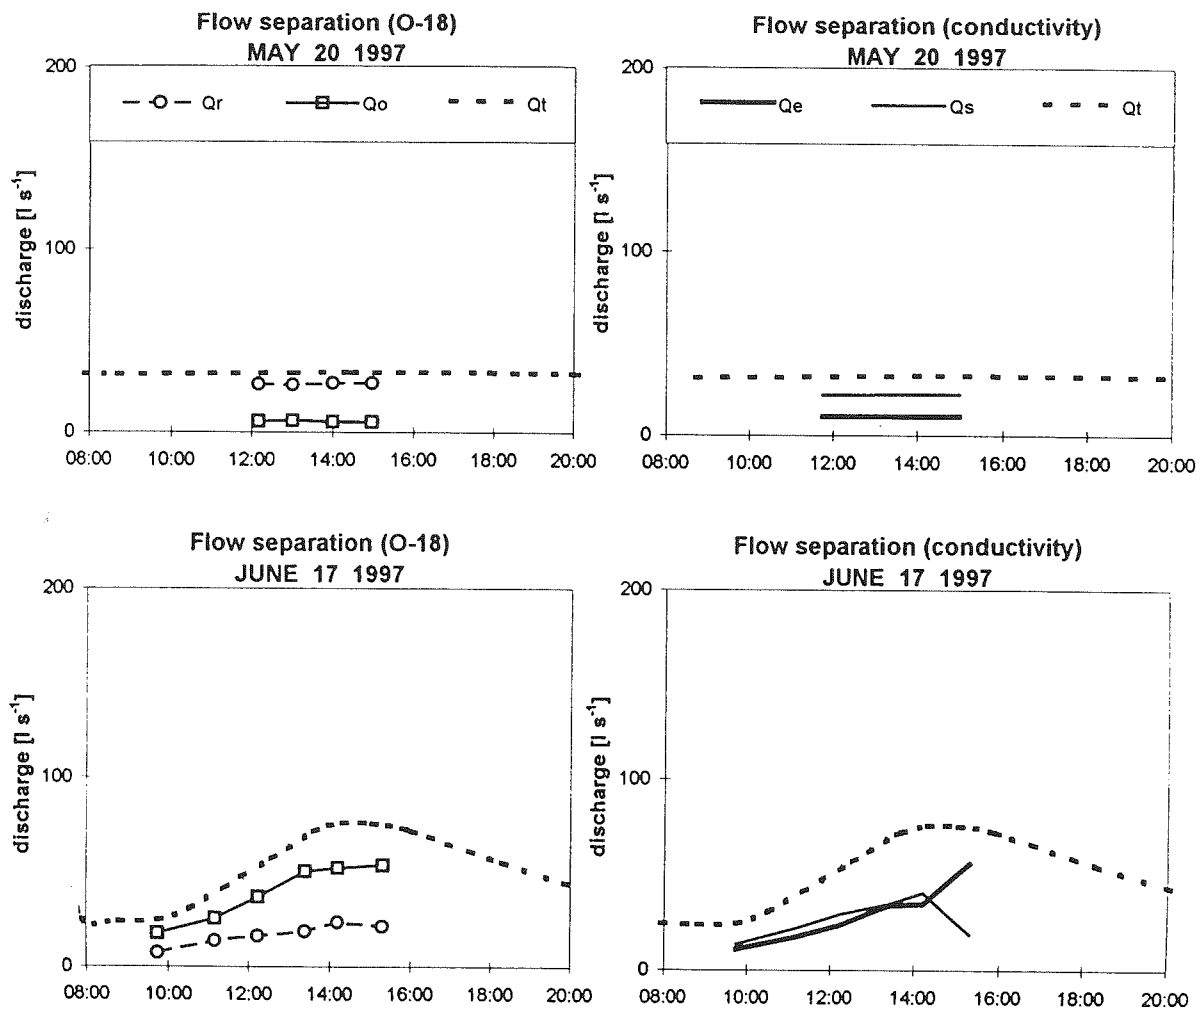 Flow separation (O-18)
MAY 20 1997
200
Qr
Qo
Qt
100
0
discharge [l s⁻¹]
08:00 10:00 12:00 14:00 16:00 18:00 20:00
Flow separation (conductivity)
MAY 20 1997
200
Qe
Qs
Qt
100
0
discharge [l s⁻¹]
08:00 10:00 12:00 14:00 16:00 18:00 20:00
Flow separation (O-18)
JUNE 17 1997
200
100
0
discharge [l s⁻¹]
08:00 10:00 12:00 14:00 16:00 18:00 20:00
Flow separation (conductivity)
JUNE 17 1997
200
100
0
discharge [l s⁻¹]
08:00 10:00 12:00 14:00 16:00 18:00 20:00